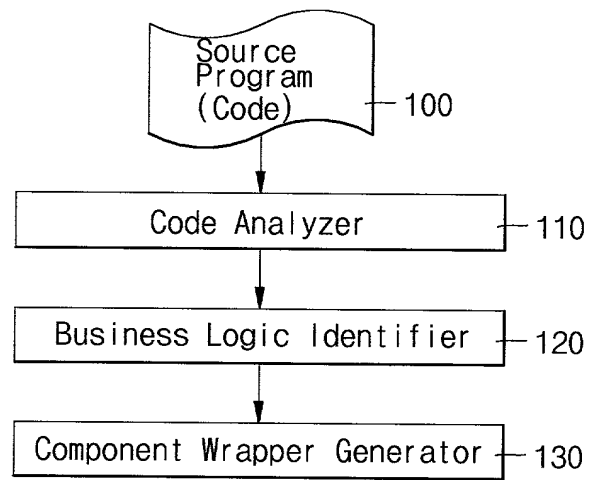 Source
Program
(Code)
100
Code Analyzer
110
Business Logic Identifier
120
Component Wrapper Generator
130